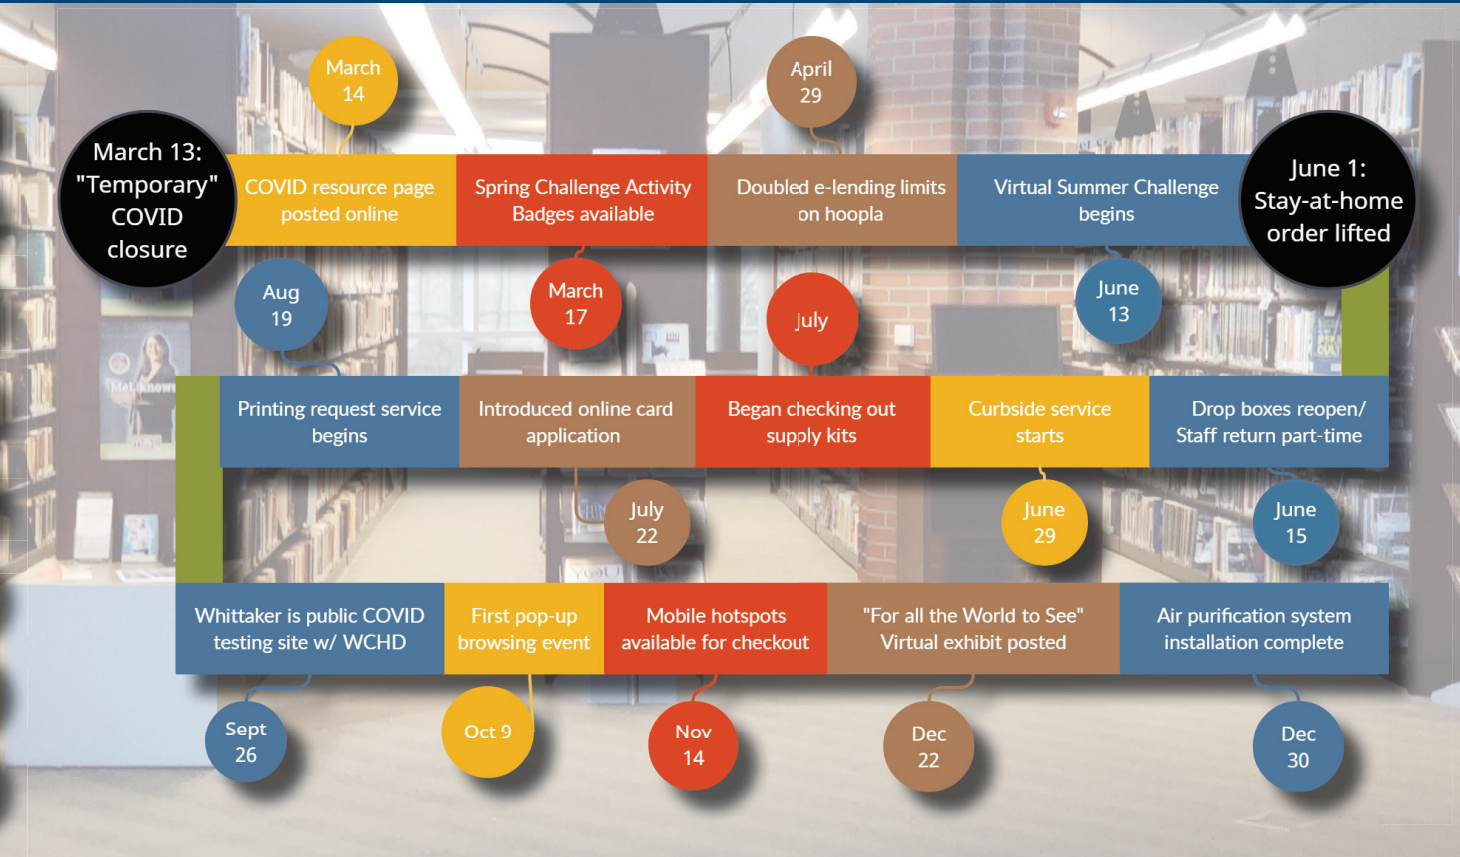 March
14
April
29
March 13:
"Temporary"
COVID
closure
COVID resource page
posted online
Spring Challenge Activity
Badges available
Doubled e-lending limits
on hoopla
Virtual Summer Challenge
begins
June 1:
Stay-at-home
order lifted
Aug
19
March
17
July
June
13
Printing request service
begins
Introduced online card
application
Began checking out
supply kits
Curbside service
starts
Drop boxes reopen/
Staff return part-time
July
22
June
29
June
15
Whittaker is public COVID
testing site w/ WCHD
First pop-up
browsing event
Mobile hotspots
available for checkout
"For all the World to See"
Virtual exhibit posted
Air purification system
installation complete
Sept
26
Oct 9
Nov
14
Dec
22
Dec
30